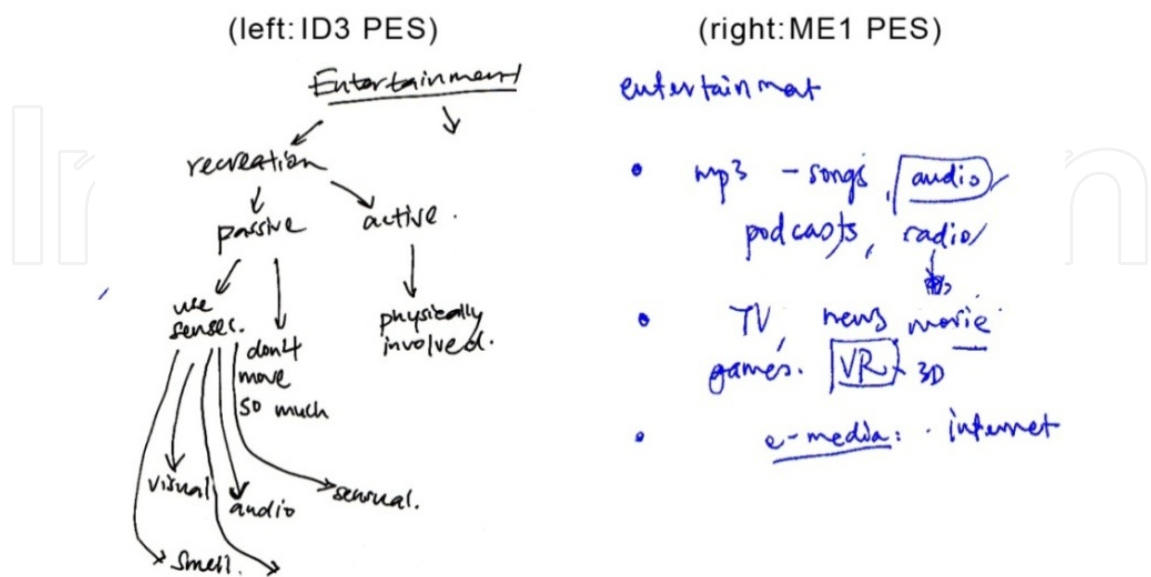 (left: ID3 PES)
Entertainment
recreation
passive
active.
use
senses.
don't
move
so much
physically
involved.
visual
audio
sensual.
smell.
(right: ME1 PES)
entertainmet
mp3 - songs, audio,
podcasts, radio
TV, news movie
games. VR - 3D
e-media: . internet